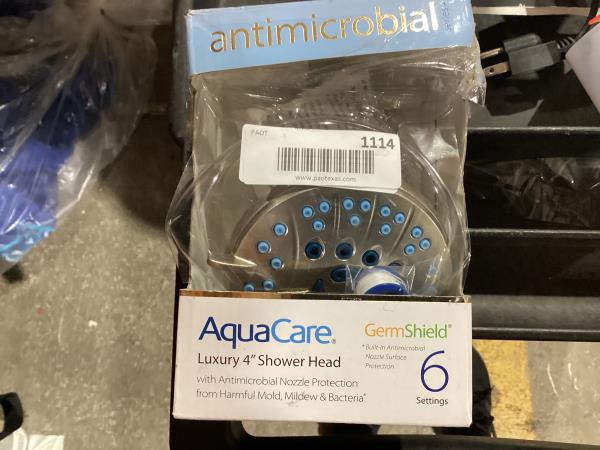 antimicrobial
PAOT
1114
www.paotexas.com
AquaCare®
Luxury 4" Shower Head
with Antimicrobial Nozzle Protection
from Harmful Mold, Mildew & Bacteria*
GermShield®
*Built-In Antimicrobial
Nozzle Surface
Protection
6
Settings